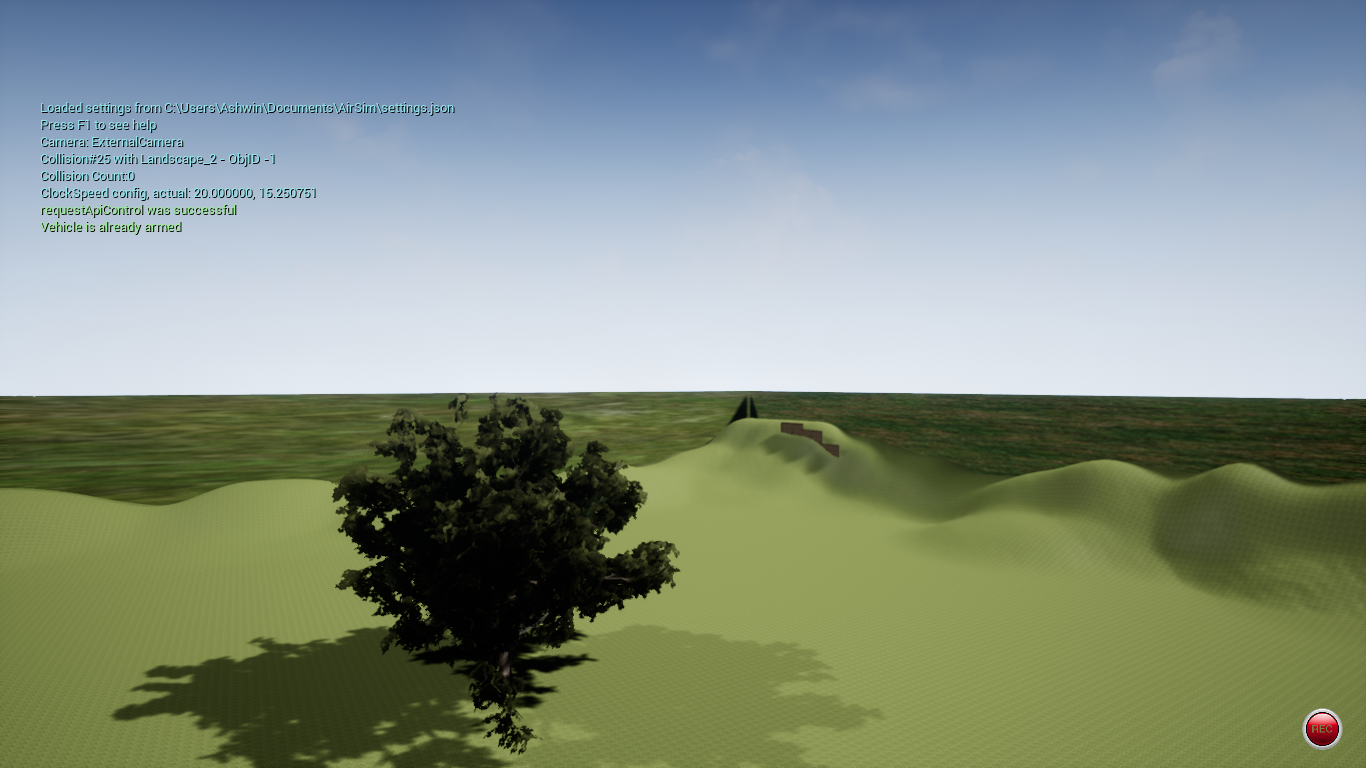 Loaded settings from C:\Users\Ashwin\Documents\AirSim\settings.json
Press F1 to see help
Camera: ExternalCamera
Collision#25 with Landscape_2 - ObjID -1
Collision Count:0
ClockSpeed config, actual: 20.000000, 15.250751
requestApiControl was successful
Vehicle is already armed
REC